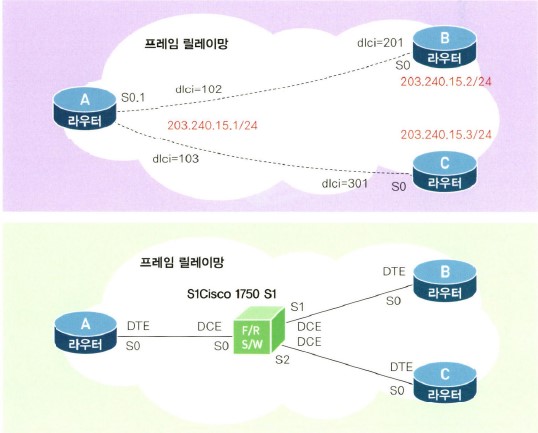 프레임 릴레이망
dlci=201
B
라우터
S0
203.240.15.2/24
A
라우터
S0.1
dlci=102
203.240.15.1/24
203.240.15.3/24
dlci=103
C
라우터
dlci=301
S0
프레임 릴레이망
S1Cisco 1750 S1
DTE
B
라우터
S0
S1
A
라우터
DTE
S0
DCE
S0
F/R
S/W
DCE
DCE
S2
DTE
C
라우터
S0